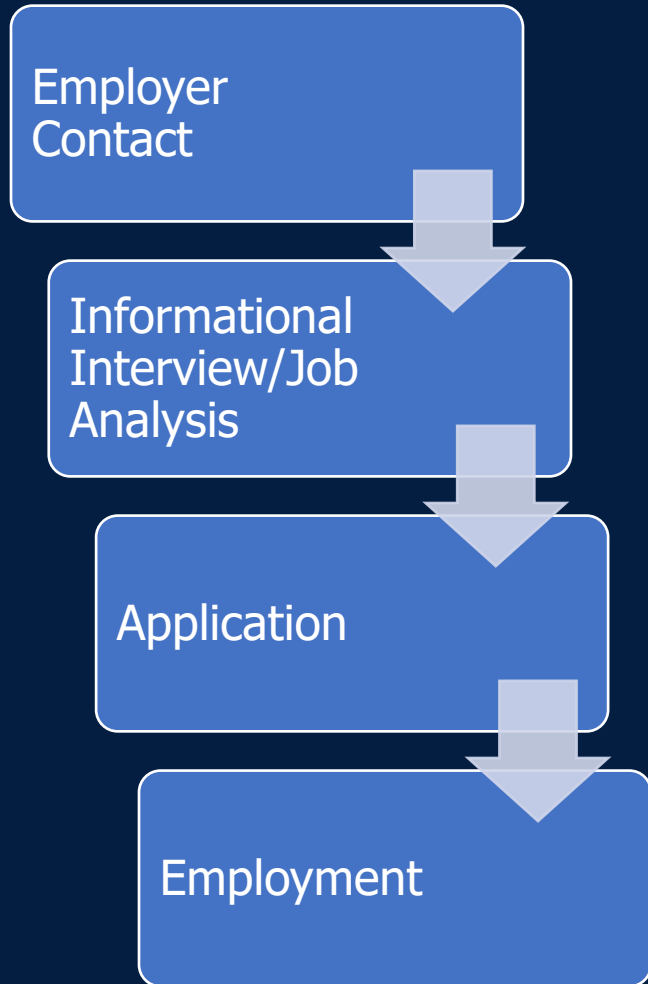 Employer
Contact
Informational
Interview/Job
Analysis
Application
Employment